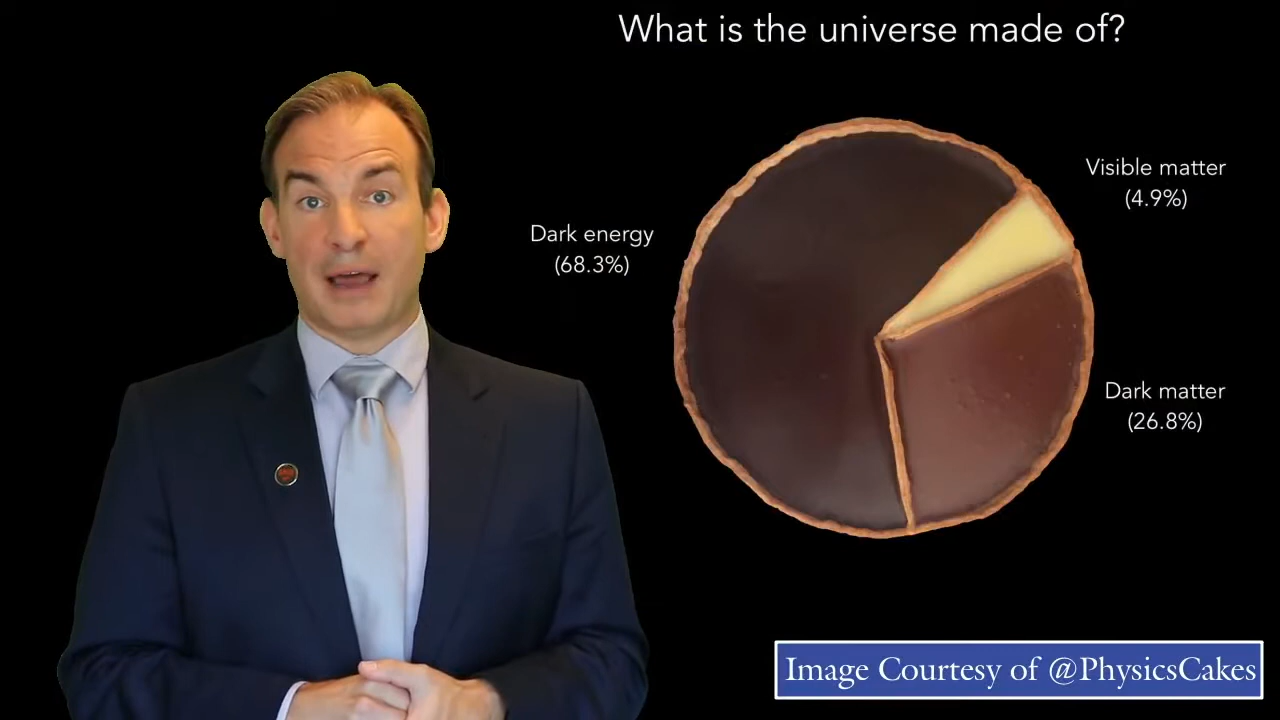 What is the universe made of?
Visible matter
(4.9%)
Dark energy
(68.3%)
Dark matter
(26.8%)
Image Courtesy of @PhysicsCakes